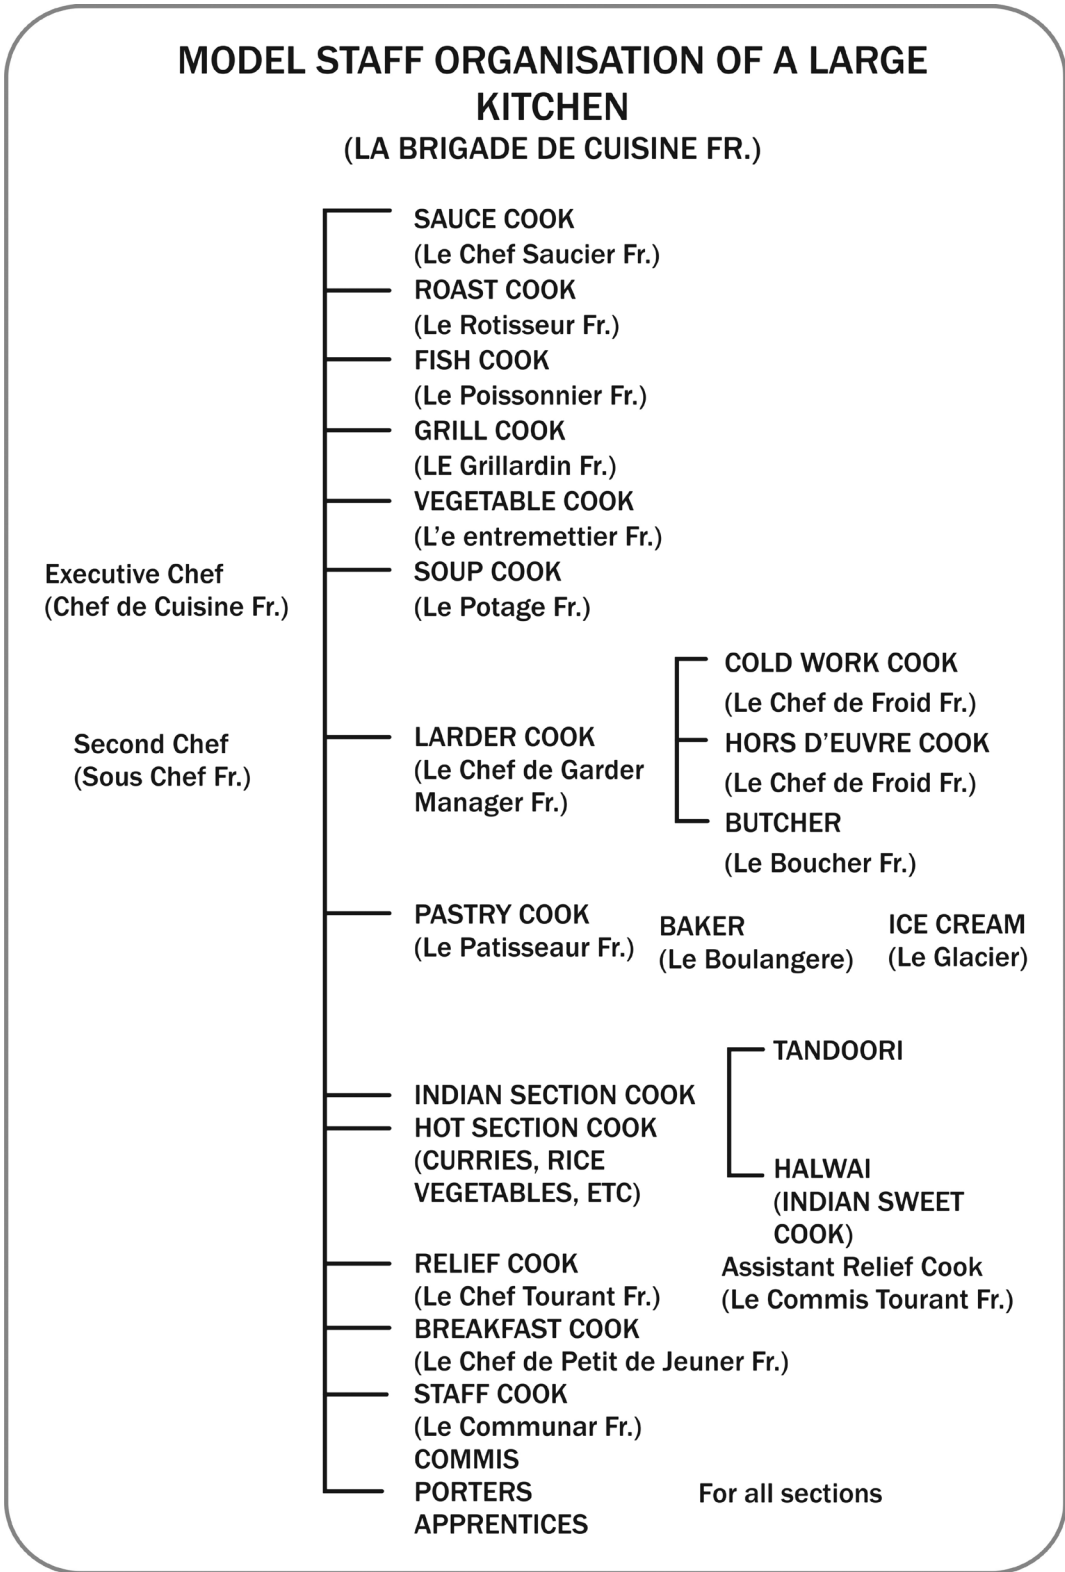 MODEL STAFF ORGANISATION OF A LARGE
KITCHEN
(LA BRIGADE DE CUISINE FR.)
SAUCE COOK
(Le Chef Saucier Fr.)
ROAST COOK
(Le Rotisseur Fr.)
FISH COOK
(Le Poissonnier Fr.)
GRILL COOK
(LE Grillardin Fr.)
VEGETABLE COOK
(L'e entremettier Fr.)
Executive Chef
(Chef de Cuisine Fr.)
SOUP COOK
(Le Potage Fr.)
Second Chef
(Sous Chef Fr.)
LARDER COOK
(Le Chef de Garder
Manager Fr.)
COLD WORK COOK
(Le Chef de Froid Fr.)
HORS D'EUVRE COOK
(Le Chef de Froid Fr.)
BUTCHER
(Le Boucher Fr.)
PASTRY COOK
(Le Patisseaur Fr.)
BAKER
(Le Boulangere)
ICE CREAM
(Le Glacier)
INDIAN SECTION COOK
HOT SECTION COOK
(CURRIES, RICE
VEGETABLES, ETC)
TANDOORI
HALWAI
(INDIAN SWEET
COOK)
RELIEF COOK
(Le Chef Tourant Fr.)
Assistant Relief Cook
(Le Commis Tourant Fr.)
BREAKFAST COOK
(Le Chef de Petit de Jeuner Fr.)
STAFF COOK
(Le Communar Fr.)
COMMIS
PORTERS
APPRENTICES
For all sections